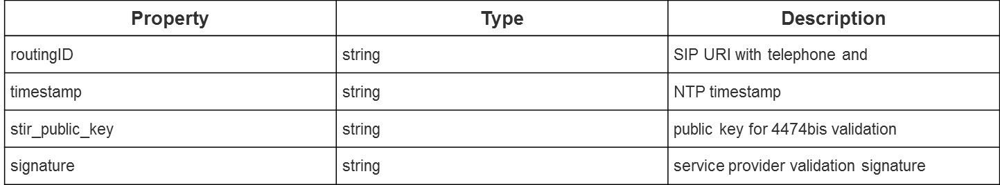 Property Type Description
routingID string SIP URI with telephone and
timestamp string NTP timestamp
stir_public_key string public key for 4474bis validation
signature string service provider validation signature